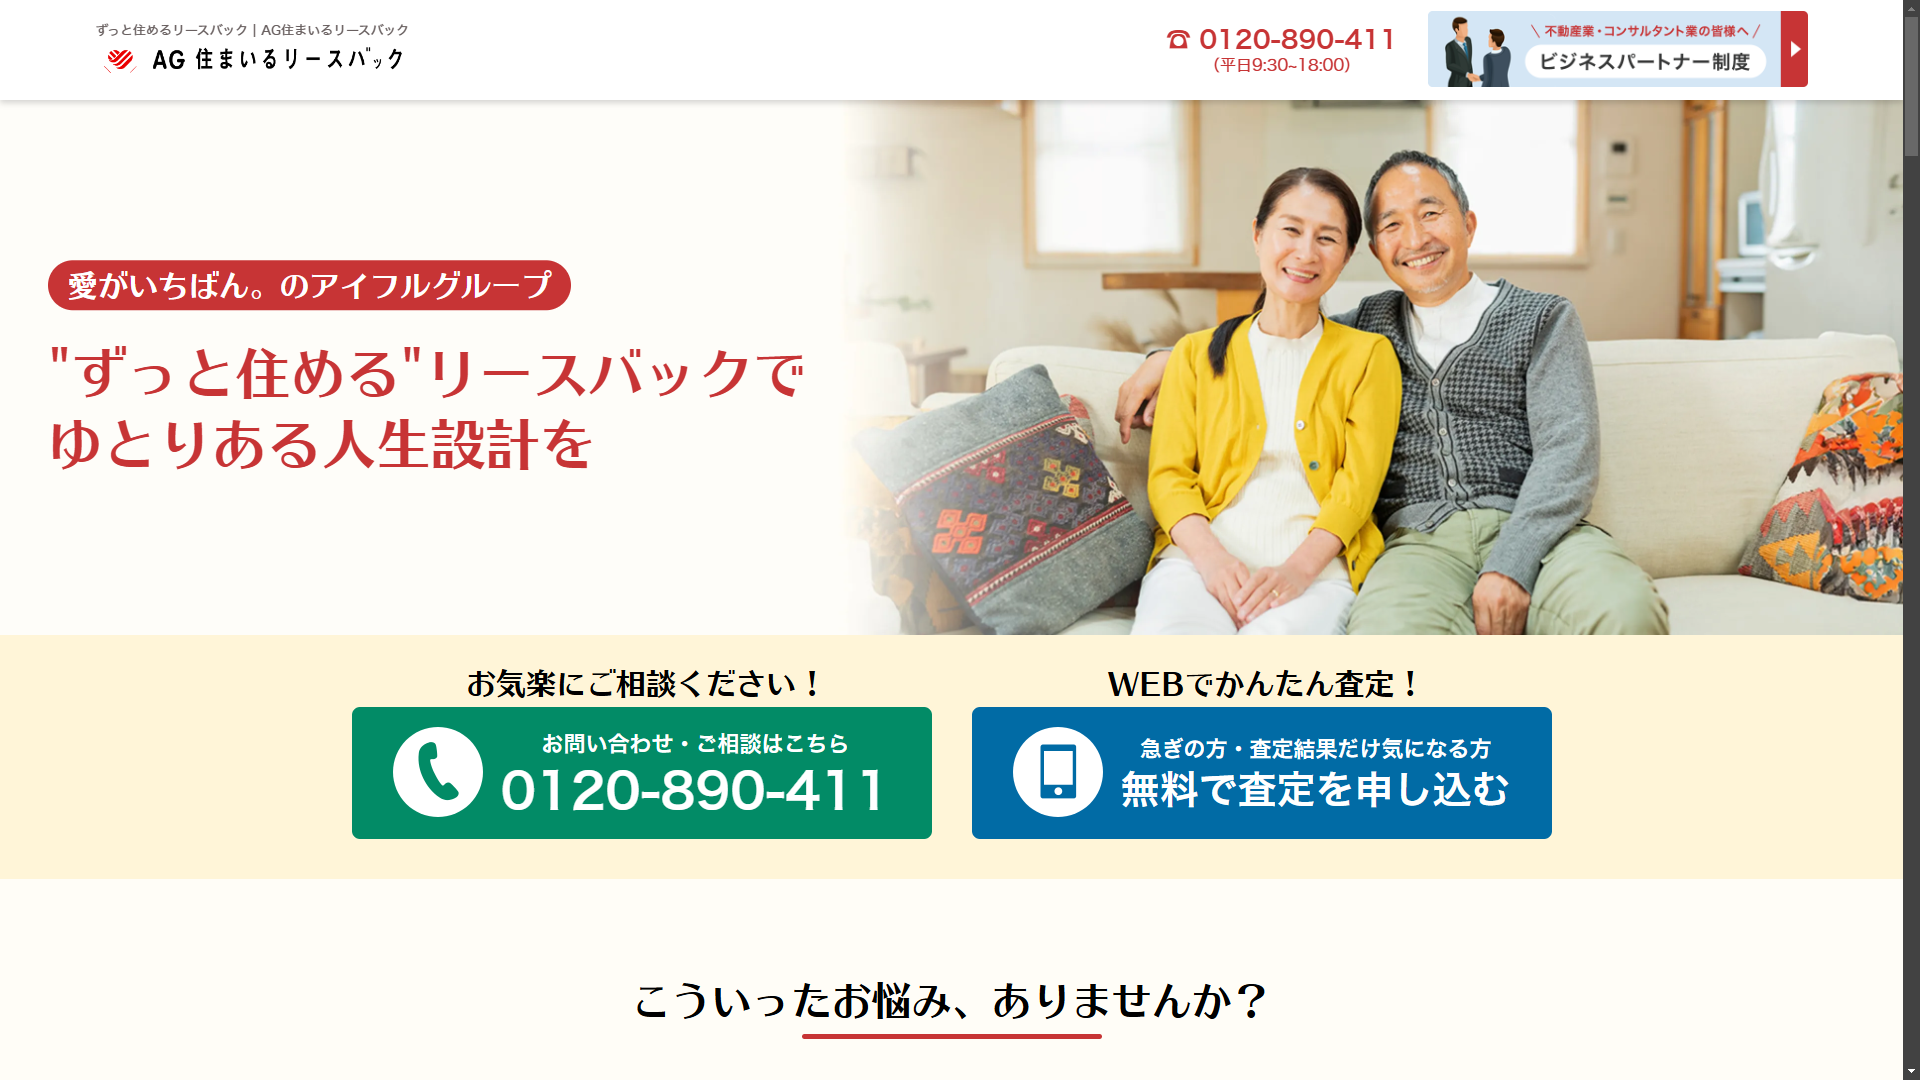 ずっと住めるリースバック | AG住まいるリースバック
AG 住まいるリースバック
0120-890-411
(平日9:30~18:00)
\ 不動産業・コンサルタント業の皆様へ /
ビジネスパートナー制度
愛がいちばん。のアイフルグループ
"ずっと住める"リースバックで
ゆとりある人生設計を
お気楽にご相談ください！
お問い合わせ・ご相談はこちら
0120-890-411
WEBでかんたん査定！
急ぎの方・査定結果だけ気になる方
無料で査定を申し込む
こういったお悩み、ありませんか？